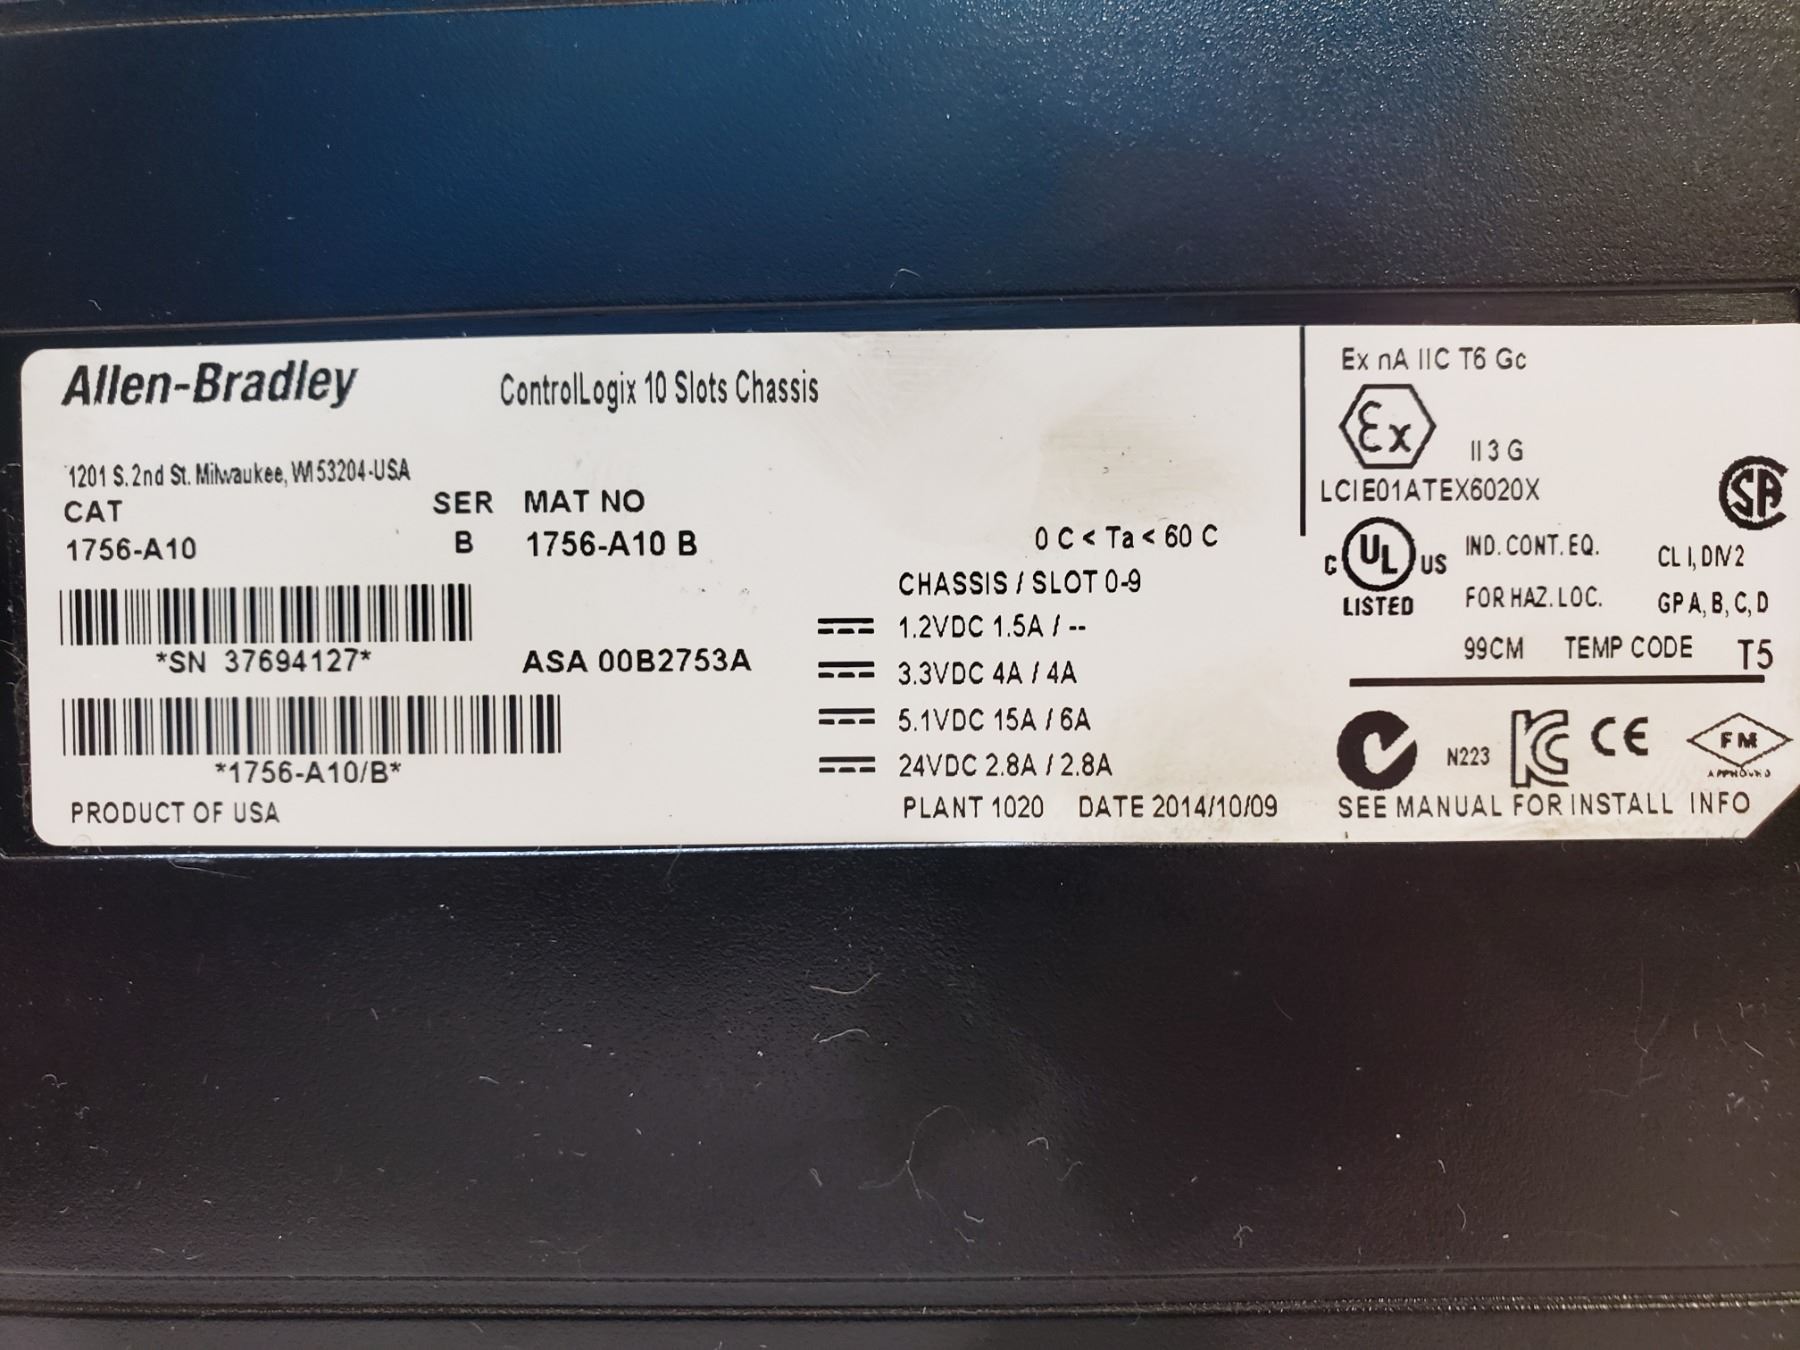 Allen-Bradley
ControlLogix 10 Slots Chassis
1201 S. 2nd St. Milwaukee, WI 53204-USA
CAT SER MAT NO
1756-A10 B 1756-A10 B
*SN 37694127*
ASA 00B2753A
*1756-A10/B*
PRODUCT OF USA
0 C < Ta < 60 C
CHASSIS / SLOT 0-9
1.2VDC 1.5A / --
3.3VDC 4A / 4A
5.1VDC 15A / 6A
24VDC 2.8A / 2.8A
PLANT 1020 DATE 2014/10/09
Ex nA IIC T6 Gc
Ex
II 3 G
LCIE01ATEX6020X
SA
C UL US
LISTED
IND. CONT. EQ.
FOR HAZ. LOC.
CL I, DIV 2
GP A, B, C, D
99CM TEMP CODE T5
N223
KC
CE
FM
APPROVED
SEE MANUAL FOR INSTALL INFO